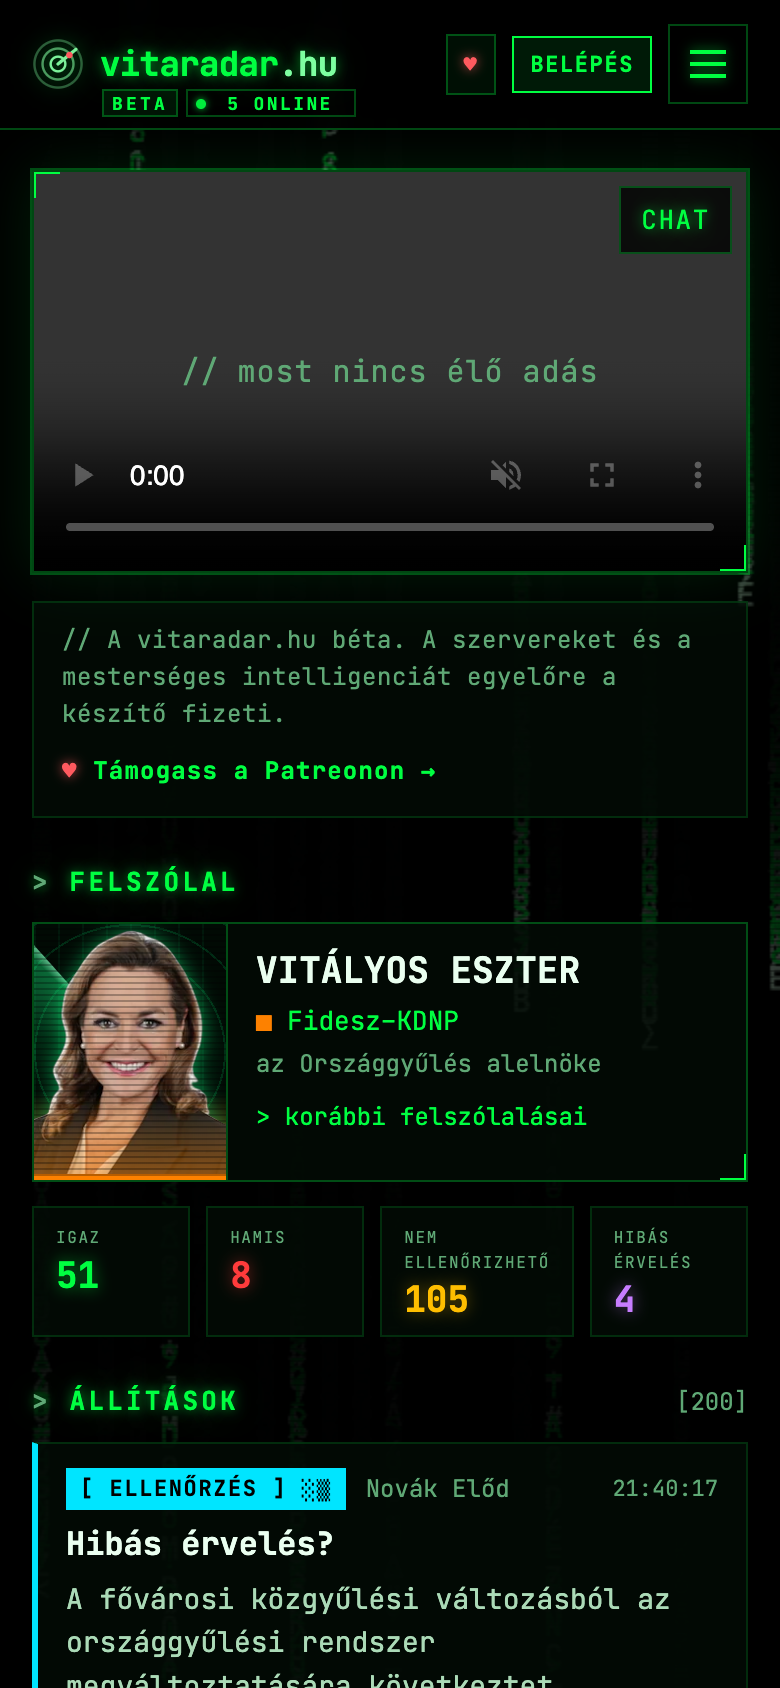 vitaradar.hu
BETA
5 ONLINE
♥
BELÉPÉS
CHAT
// most nincs élő adás
0:00
// A vitaradar.hu béta. A szervereket és a
mesterséges intelligenciát egyelőre a
készítő fizeti.
♥ Támogass a Patreonon →
> FELSZÓLAL
VITÁLYOS ESZTER
Fidesz-KDNP
az Országgyűlés alelnöke
> korábbi felszólalásai
IGAZ
51
HAMIS
8
NEM
ELLENŐRIZHETŐ
105
HIBÁS
ÉRVELÉS
4
> ÁLLÍTÁSOK
[200]
[ ELLENŐRZÉS ] ░▒
Novák Előd
21:40:17
Hibás érvelés?
A fővárosi közgyűlési változásból az
országgyűlési rendszer
megváltoztatására következtet